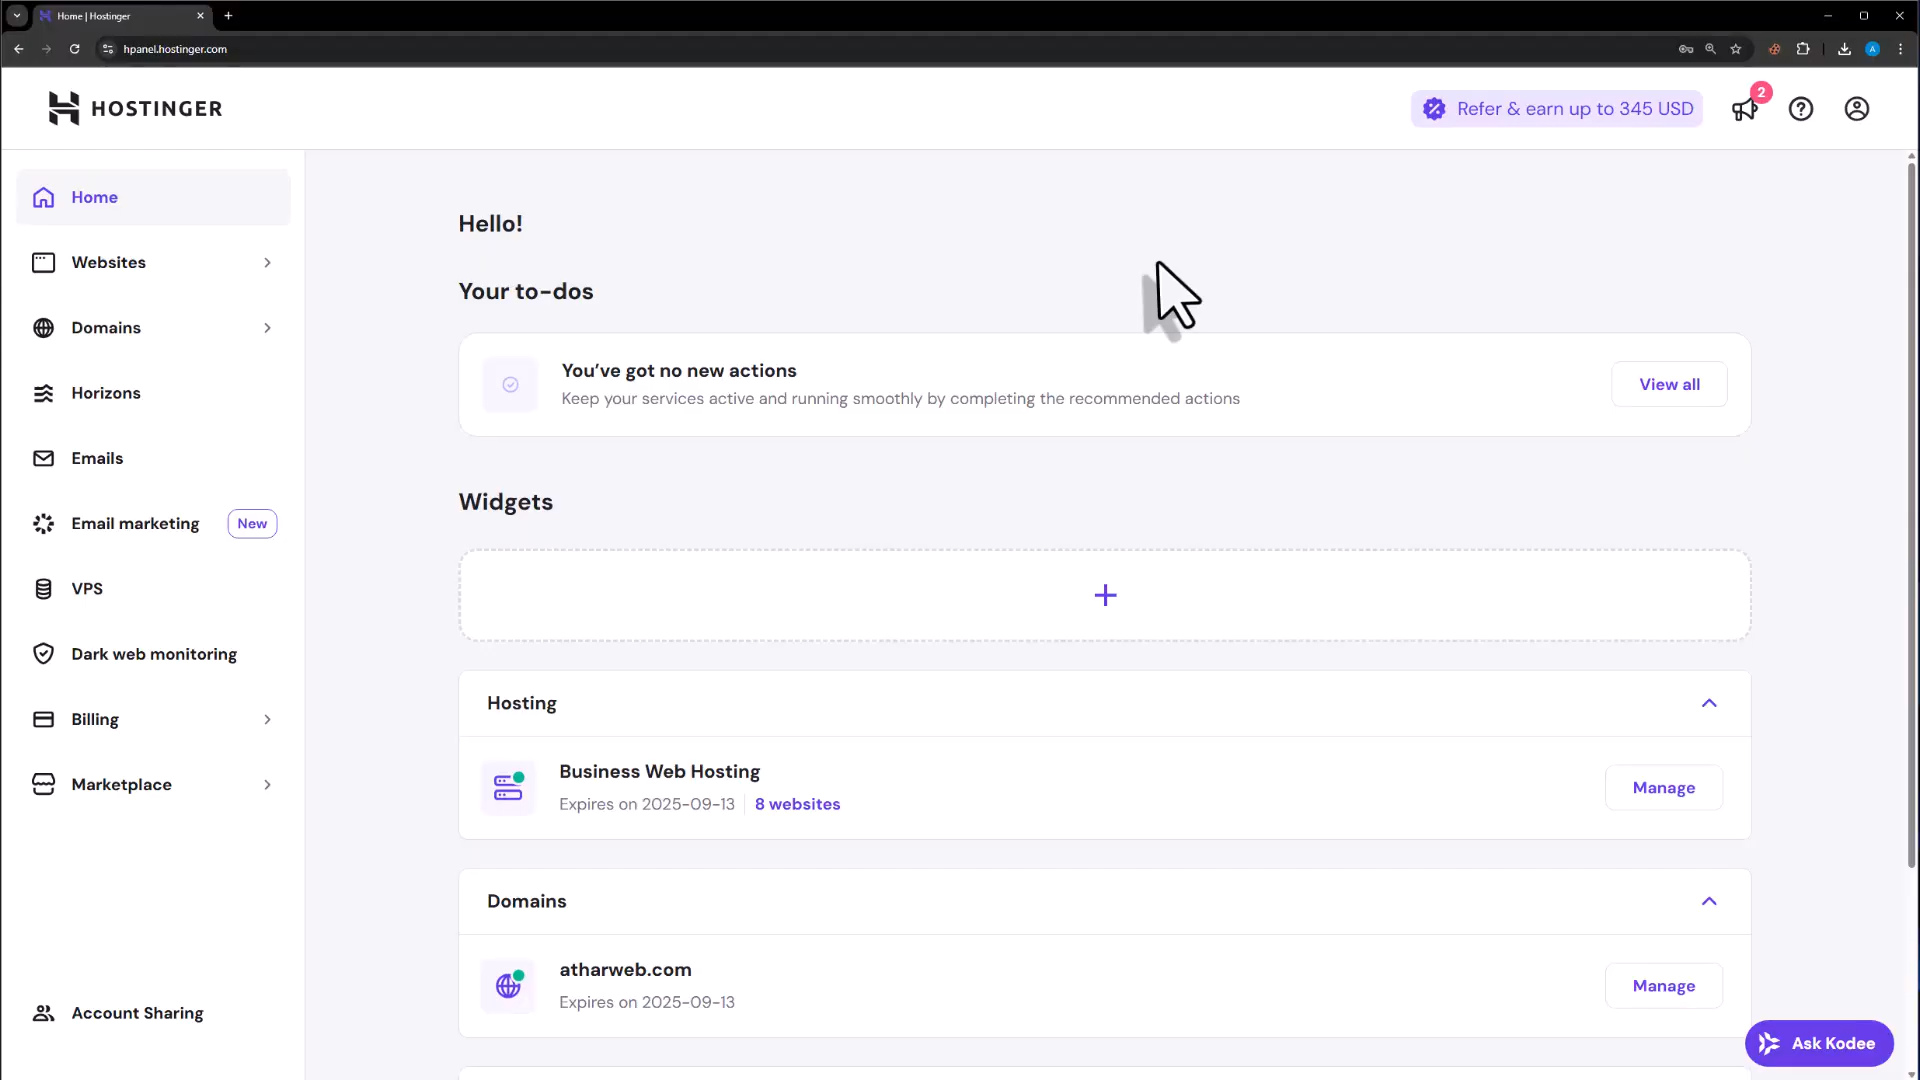 Home | Hostinger
hpanel.hostinger.com
A
HOSTINGER
Refer & earn up to 345 USD
2
Home
Websites
Domains
Horizons
Emails
Email marketing New
VPS
Dark web monitoring
Billing
Marketplace
Account Sharing
Hello!
Your to-dos
You've got no new actions
Keep your services active and running smoothly by completing the recommended actions
View all
Widgets
Hosting
Business Web Hosting
Expires on 2025-09-13 8 websites
Manage
Domains
atharweb.com
Expires on 2025-09-13
Manage
Ask Kodee